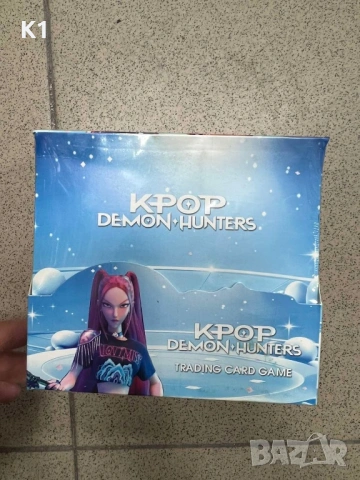 K1
KPOP
DEMON HUNTERS
KPOP
DEMON HUNTERS
TRADING CARD GAME
BAZAR